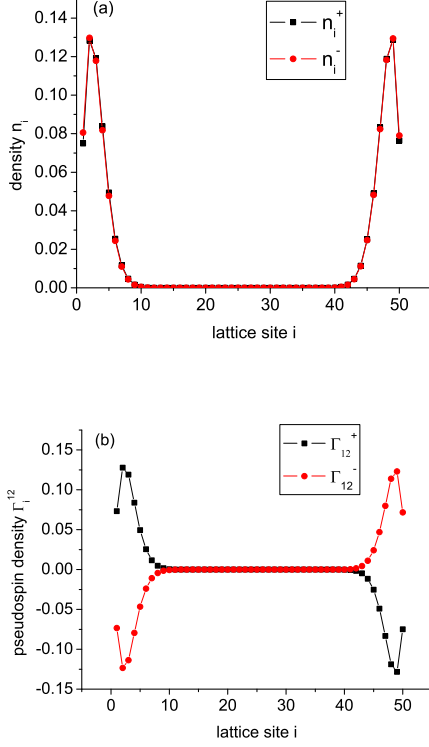 (a)
n_i^+
n_i^-
0.14
0.12
0.10
0.08
0.06
0.04
0.02
0.00
density n_i
0 10 20 30 40 50
lattice site i
(b)
Γ_12^+
Γ_12^-
0.15
0.10
0.05
0.00
-0.05
-0.10
-0.15
pseudospin density Γ_i^12
0 10 20 30 40 50
lattice site i